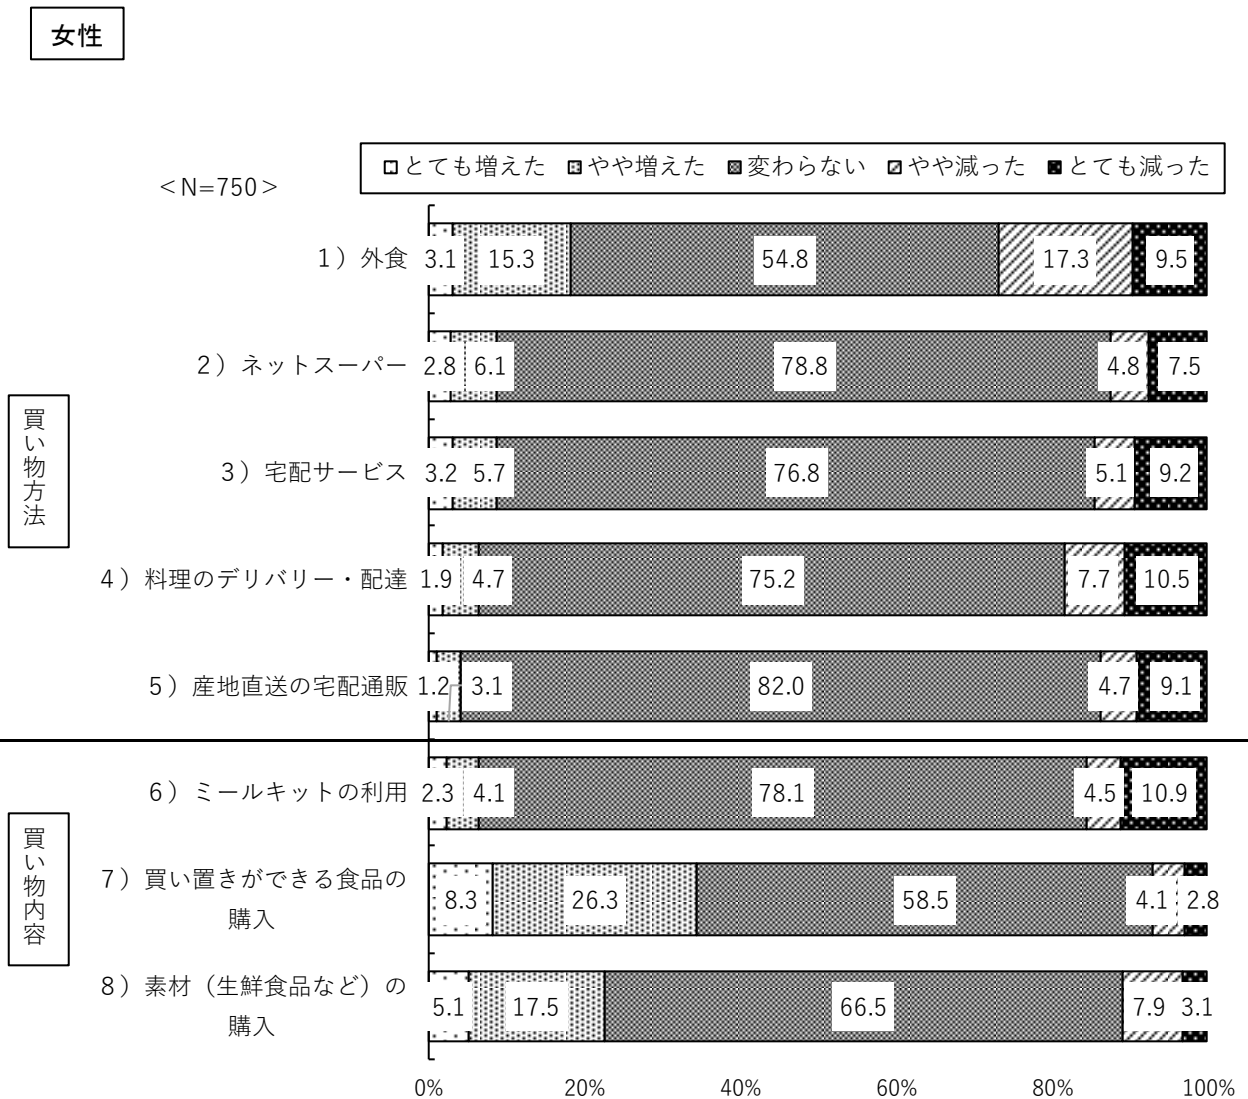 女性
とても増えた やや増えた 変わらない やや減った とても減った
＜N=750＞
1）外食 3.1 15.3 54.8 17.3 9.5
買い物方法
2）ネットスーパー 2.8 6.1 78.8 4.8 7.5
3）宅配サービス 3.2 5.7 76.8 5.1 9.2
4）料理のデリバリー・配達 1.9 4.7 75.2 7.7 10.5
5）産地直送の宅配通販 1.2 3.1 82.0 4.7 9.1
買い物内容
6）ミールキットの利用 2.3 4.1 78.1 4.5 10.9
7）買い置きができる食品の
購入
8.3 26.3 58.5 4.1 2.8
8）素材（生鮮食品など）の
購入
5.1 17.5 66.5 7.9 3.1
0% 20% 40% 60% 80% 100%